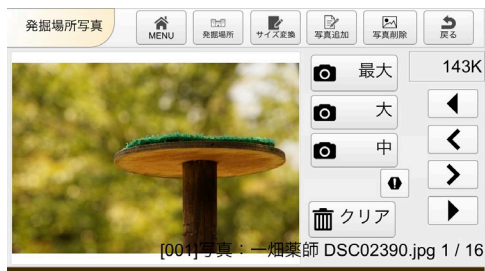 発掘場所写真
MENU
発掘場所
サイズ変換
写真追加
写真削除
戻る
最大
143K
大
中
クリア
[001]写真：一畑薬師 DSC02390.jpg 1 / 16